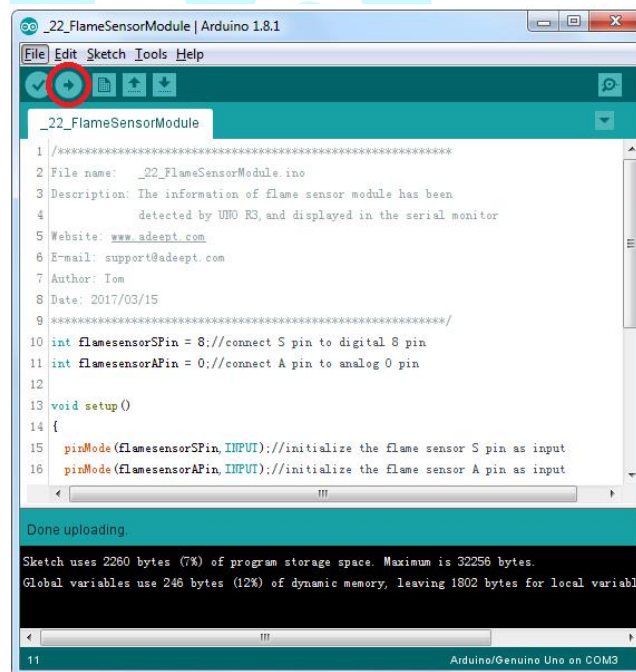 _22_FlameSensorModule | Arduino 1.8.1
File Edit Sketch Tools Help
_22_FlameSensorModule
1 /***********************************************************
2 File name: _22_FlameSensorModule.ino
3 Description: The information of flame sensor module has been
4 detected by UNO R3,and displayed in the serial monitor
5 Website: www.adeept.com
6 E-mail: support@adeept.com
7 Author: Tom
8 Date: 2017/03/15
9 ***********************************************************/
10 int flamesensorSPin = 8;//connect S pin to digital 8 pin
11 int flamesensorAPin = 0;//connect A pin to analog 0 pin
12
13 void setup()
14 {
15 pinMode(flamesensorSPin,INPUT);//initialize the flame sensor S pin as input
16 pinMode(flamesensorAPin,INPUT);//initialize the flame sensor A pin as input
Done uploading.
Sketch uses 2260 bytes (7%) of program storage space. Maximum is 32256 bytes.
Global variables use 246 bytes (12%) of dynamic memory, leaving 1802 bytes for local variabl
11 Arduino/Genuino Uno on COM3